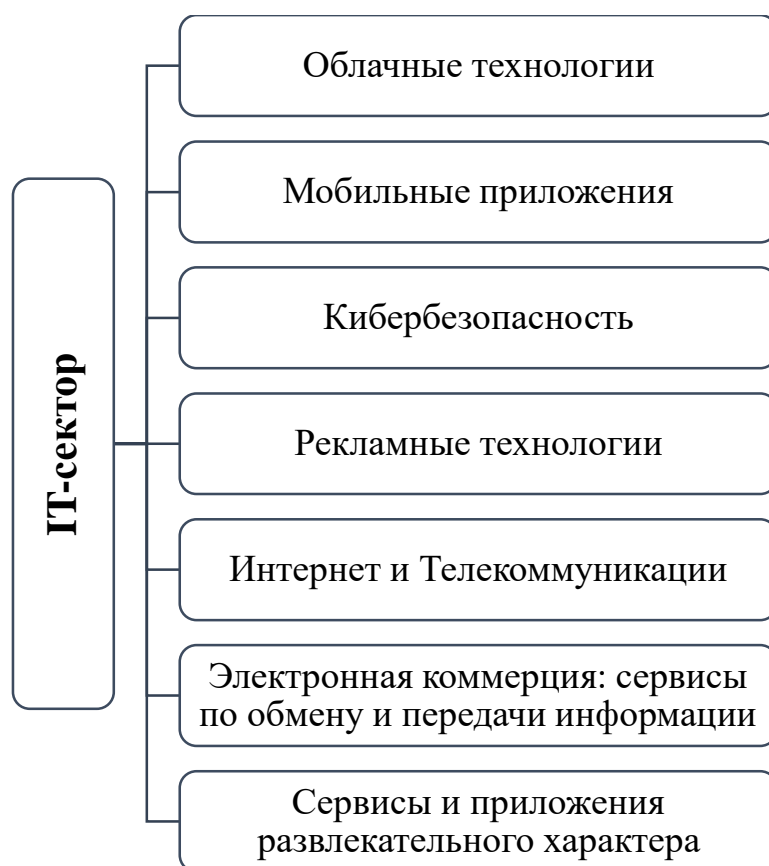 IT-сектор
Облачные технологии
Мобильные приложения
Кибербезопасность
Рекламные технологии
Интернет и Телекоммуникации
Электронная коммерция: сервисы
по обмену и передачи информации
Сервисы и приложения
развлекательного характера